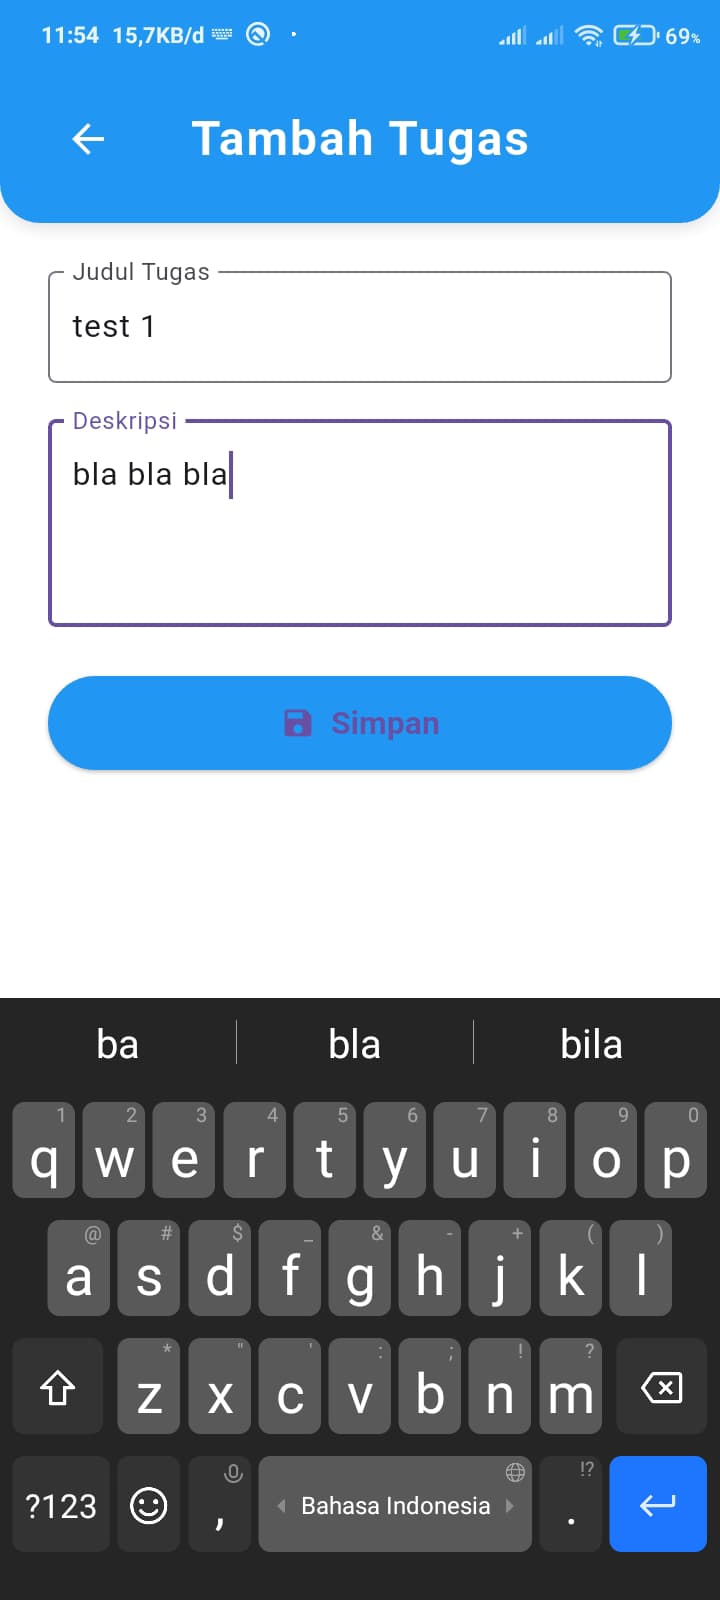 11:54 15,7KB/d 69%
Tambah Tugas
Judul Tugas
test 1
Deskripsi
bla bla bla
Simpan
ba bla bila
1 2 3 4 5 6 7 8 9 0
q w e r t y u i o p
@ # $ _ & - + ( )
a s d f g h j k l
* " ' : ; ! ?
z x c v b n m
!?
?123 , Bahasa Indonesia .